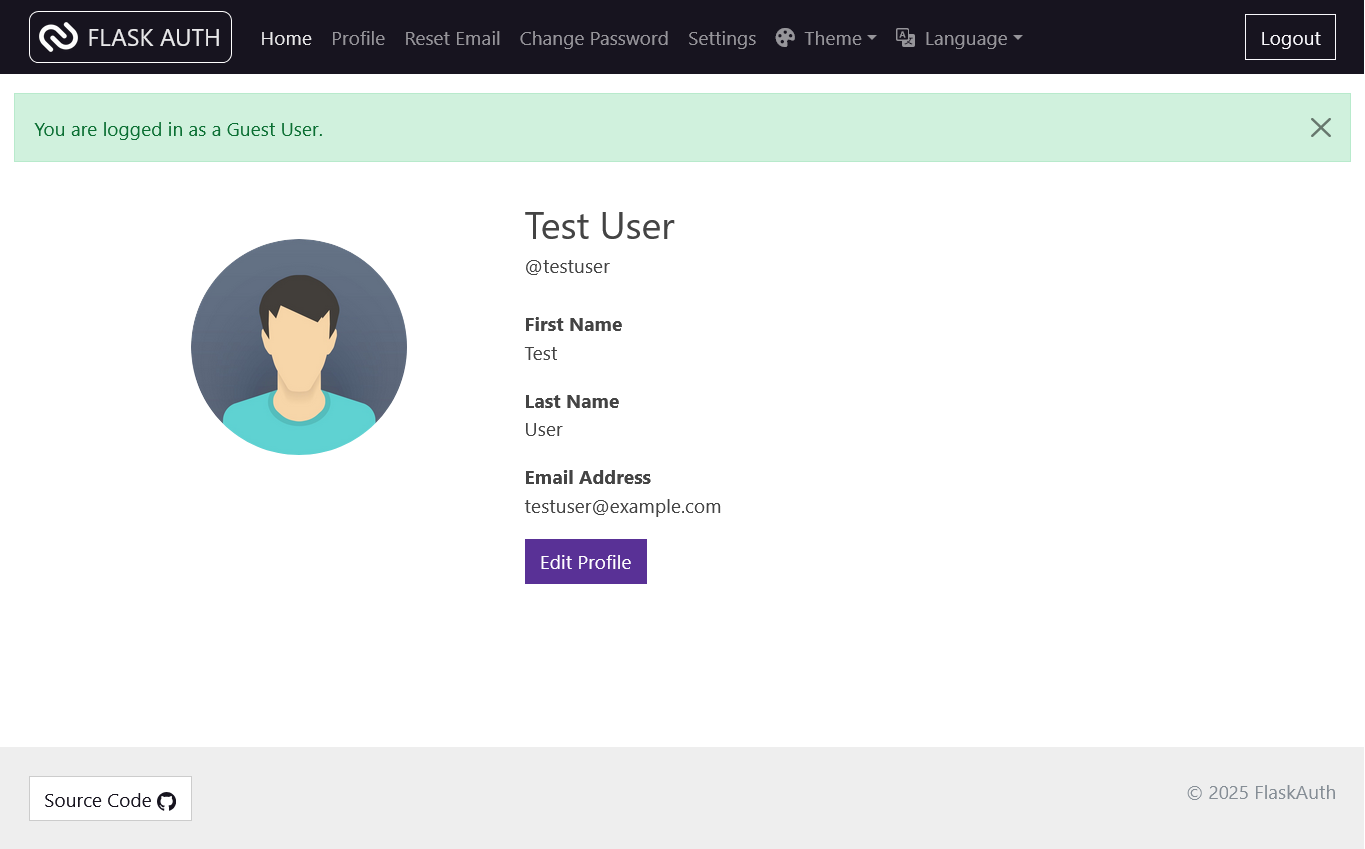 FLASK AUTH Home Profile Reset Email Change Password Settings Theme Language Logout
You are logged in as a Guest User.
Test User
@testuser
First Name
Test
Last Name
User
Email Address
testuser@example.com
Edit Profile
Source Code
© 2025 FlaskAuth